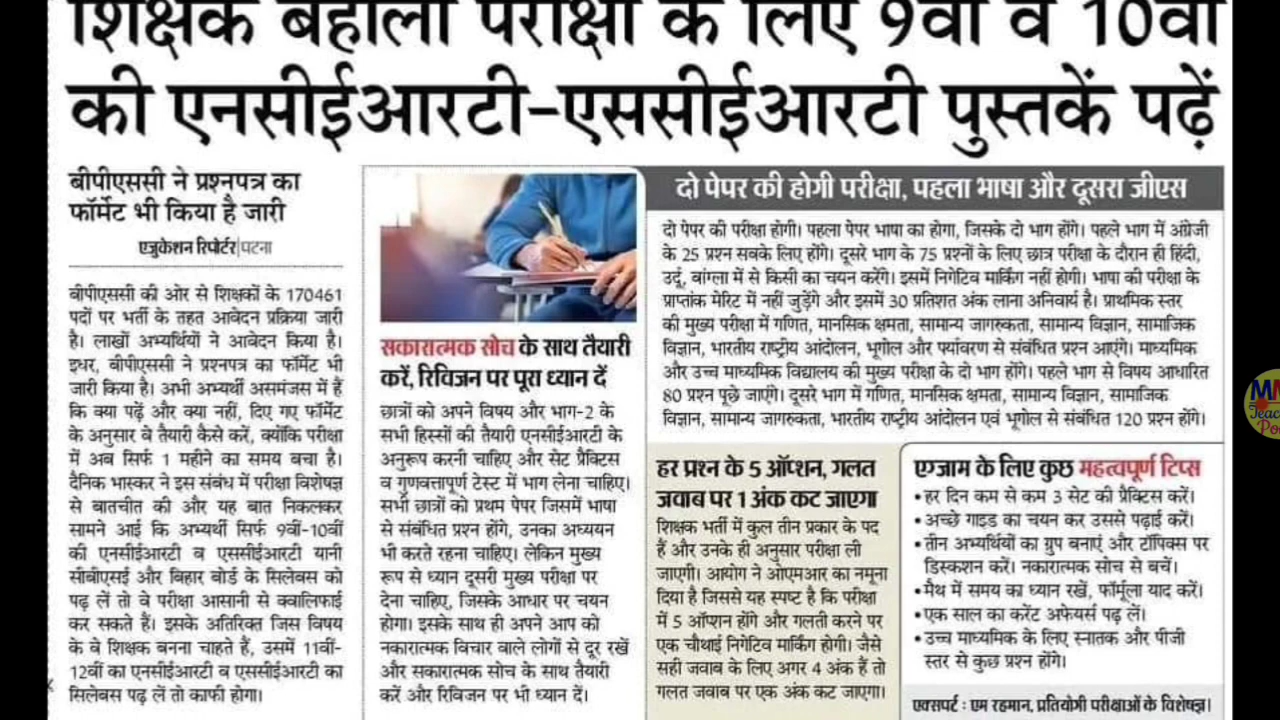 शिक्षक बहाली परीक्षा के लिए 9वीं व 10वीं
की एनसीईआरटी-एससीईआरटी पुस्तकें पढ़ें
बीपीएससी ने प्रश्नपत्र का
फॉर्मेट भी किया है जारी
एजुकेशन रिपोर्टर|पटना
बीपीएससी की ओर से शिक्षकों के 170461
पदों पर भर्ती के तहत आवेदन प्रक्रिया जारी
है। लाखों अभ्यर्थियों ने आवेदन किया है।
इधर, बीपीएससी ने प्रश्नपत्र का फॉर्मेट भी
जारी किया है। अभी अभ्यर्थी असमंजस में हैं
कि क्या पढ़ें और क्या नहीं, दिए गए फॉर्मेट
के अनुसार वे तैयारी कैसे करें, क्योंकि परीक्षा
में अब सिर्फ 1 महीने का समय बचा है।
दैनिक भास्कर ने इस संबंध में परीक्षा विशेषज्ञ
से बातचीत की और यह बात निकलकर
सामने आई कि अभ्यर्थी सिर्फ 9वीं-10वीं
की एनसीईआरटी व एससीईआरटी यानी
सीबीएसई और बिहार बोर्ड के सिलेबस को
पढ़ लें तो वे परीक्षा आसानी से क्वालिफाई
कर सकते हैं। इसके अतिरिक्त जिस विषय
के वे शिक्षक बनना चाहते हैं, उसमें 11वीं-
12वीं का एनसीईआरटी व एससीईआरटी का
सिलेबस पढ़ लें तो काफी होगा।
सकारात्मक सोच के साथ तैयारी
करें, रिविजन पर पूरा ध्यान दें
छात्रों को अपने विषय और भाग-2 के
सभी हिस्सों की तैयारी एनसीईआरटी के
अनुरूप करनी चाहिए और सेट प्रैक्टिस
व गुणवत्तापूर्ण टेस्ट में भाग लेना चाहिए।
सभी छात्रों को प्रथम पेपर जिसमें भाषा
से संबंधित प्रश्न होंगे, उनका अध्ययन
भी करते रहना चाहिए। लेकिन मुख्य
रूप से ध्यान दूसरी मुख्य परीक्षा पर
देना चाहिए, जिसके आधार पर चयन
होगा। इसके साथ ही अपने आप को
नकारात्मक विचार वाले लोगों से दूर रखें
और सकारात्मक सोच के साथ तैयारी
करें और रिविजन पर भी ध्यान दें।
दो पेपर की होगी परीक्षा, पहला भाषा और दूसरा जीएस
दो पेपर की परीक्षा होगी। पहला पेपर भाषा का होगा, जिसके दो भाग होंगे। पहले भाग में अंग्रेजी
के 25 प्रश्न सबके लिए होंगे। दूसरे भाग के 75 प्रश्नों के लिए छात्र परीक्षा के दौरान ही हिंदी,
उर्दू, बांग्ला में से किसी का चयन करेंगे। इसमें निगेटिव मार्किंग नहीं होगी। भाषा की परीक्षा के
प्राप्तांक मेरिट में नहीं जुड़ेंगे और इसमें 30 प्रतिशत अंक लाना अनिवार्य है। प्राथमिक स्तर
की मुख्य परीक्षा में गणित, मानसिक क्षमता, सामान्य जागरुकता, सामान्य विज्ञान, सामाजिक
विज्ञान, भारतीय राष्ट्रीय आंदोलन, भूगोल और पर्यावरण से संबंधित प्रश्न आएंगे। माध्यमिक
और उच्च माध्यमिक विद्यालय की मुख्य परीक्षा के दो भाग होंगे। पहले भाग से विषय आधारित
80 प्रश्न पूछे जाएंगे। दूसरे भाग में गणित, मानसिक क्षमता, सामान्य विज्ञान, सामाजिक
विज्ञान, सामान्य जागरुकता, भारतीय राष्ट्रीय आंदोलन एवं भूगोल से संबंधित 120 प्रश्न होंगे।
हर प्रश्न के 5 ऑप्शन, गलत
जवाब पर 1 अंक कट जाएगा
शिक्षक भर्ती में कुल तीन प्रकार के पद
हैं और उनके ही अनुसार परीक्षा ली
जाएगी। आयोग ने ओएमआर का नमूना
दिया है जिससे यह स्पष्ट है कि परीक्षा
में 5 ऑप्शन होंगे और गलती करने पर
एक चौथाई निगेटिव मार्किंग होगी। जैसे
सही जवाब के लिए अगर 4 अंक हैं तो
गलत जवाब पर एक अंक कट जाएगा।
एग्जाम के लिए कुछ महत्वपूर्ण टिप्स
• हर दिन कम से कम 3 सेट की प्रैक्टिस करें।
• अच्छे गाइड का चयन कर उससे पढ़ाई करें।
• तीन अभ्यर्थियों का ग्रुप बनाएं और टॉपिक्स पर
डिस्कशन करें। नकारात्मक सोच से बचें।
• मैथ में समय का ध्यान रखें, फॉर्मूला याद करें।
• एक साल का करेंट अफेयर्स पढ़ लें।
• उच्च माध्यमिक के लिए स्नातक और पीजी
स्तर से कुछ प्रश्न होंगे।
एक्सपर्ट : एम रहमान, प्रतियोगी परीक्षाओं के विशेषज्ञ।